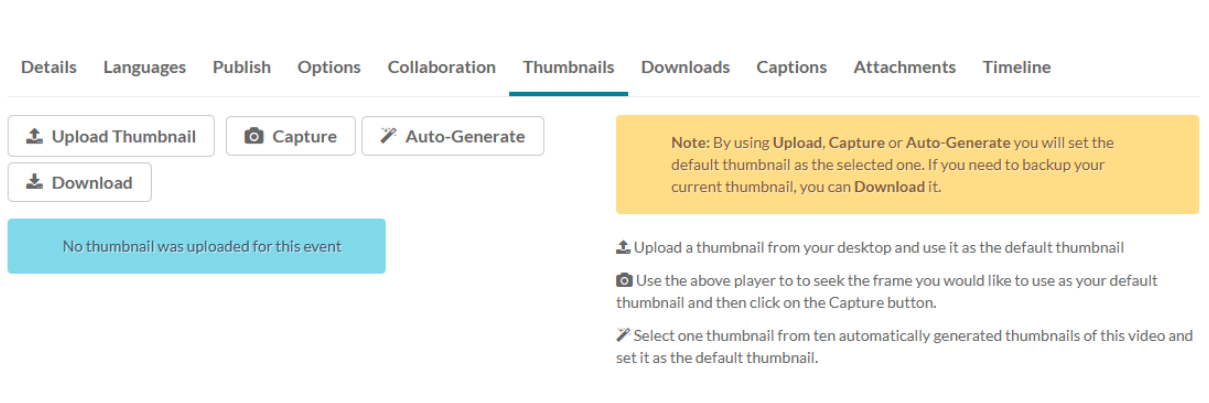 Details Languages Publish Options Collaboration Thumbnails Downloads Captions Attachments Timeline
Upload Thumbnail Capture Auto-Generate
Download
No thumbnail was uploaded for this event
Note: By using Upload, Capture or Auto-Generate you will set the
default thumbnail as the selected one. If you need to backup your
current thumbnail, you can Download it.
Upload a thumbnail from your desktop and use it as the default thumbnail
Use the above player to to seek the frame you would like to use as your default
thumbnail and then click on the Capture button.
Select one thumbnail from ten automatically generated thumbnails of this video and
set it as the default thumbnail.